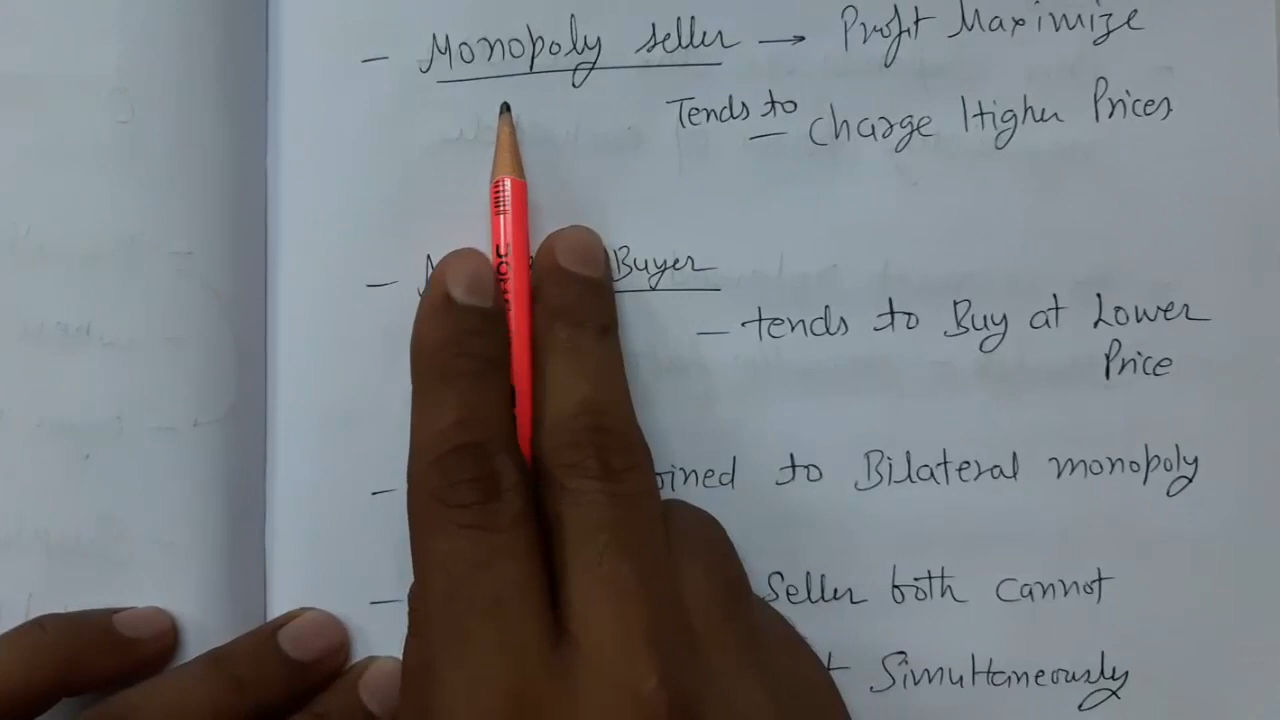 - Monopoly seller → Profit Maximize
Tends to charge Higher Prices
- Buyer
- tends to Buy at Lower
Price
- to Bilateral monopoly
- Seller both cannot
Simultaneously